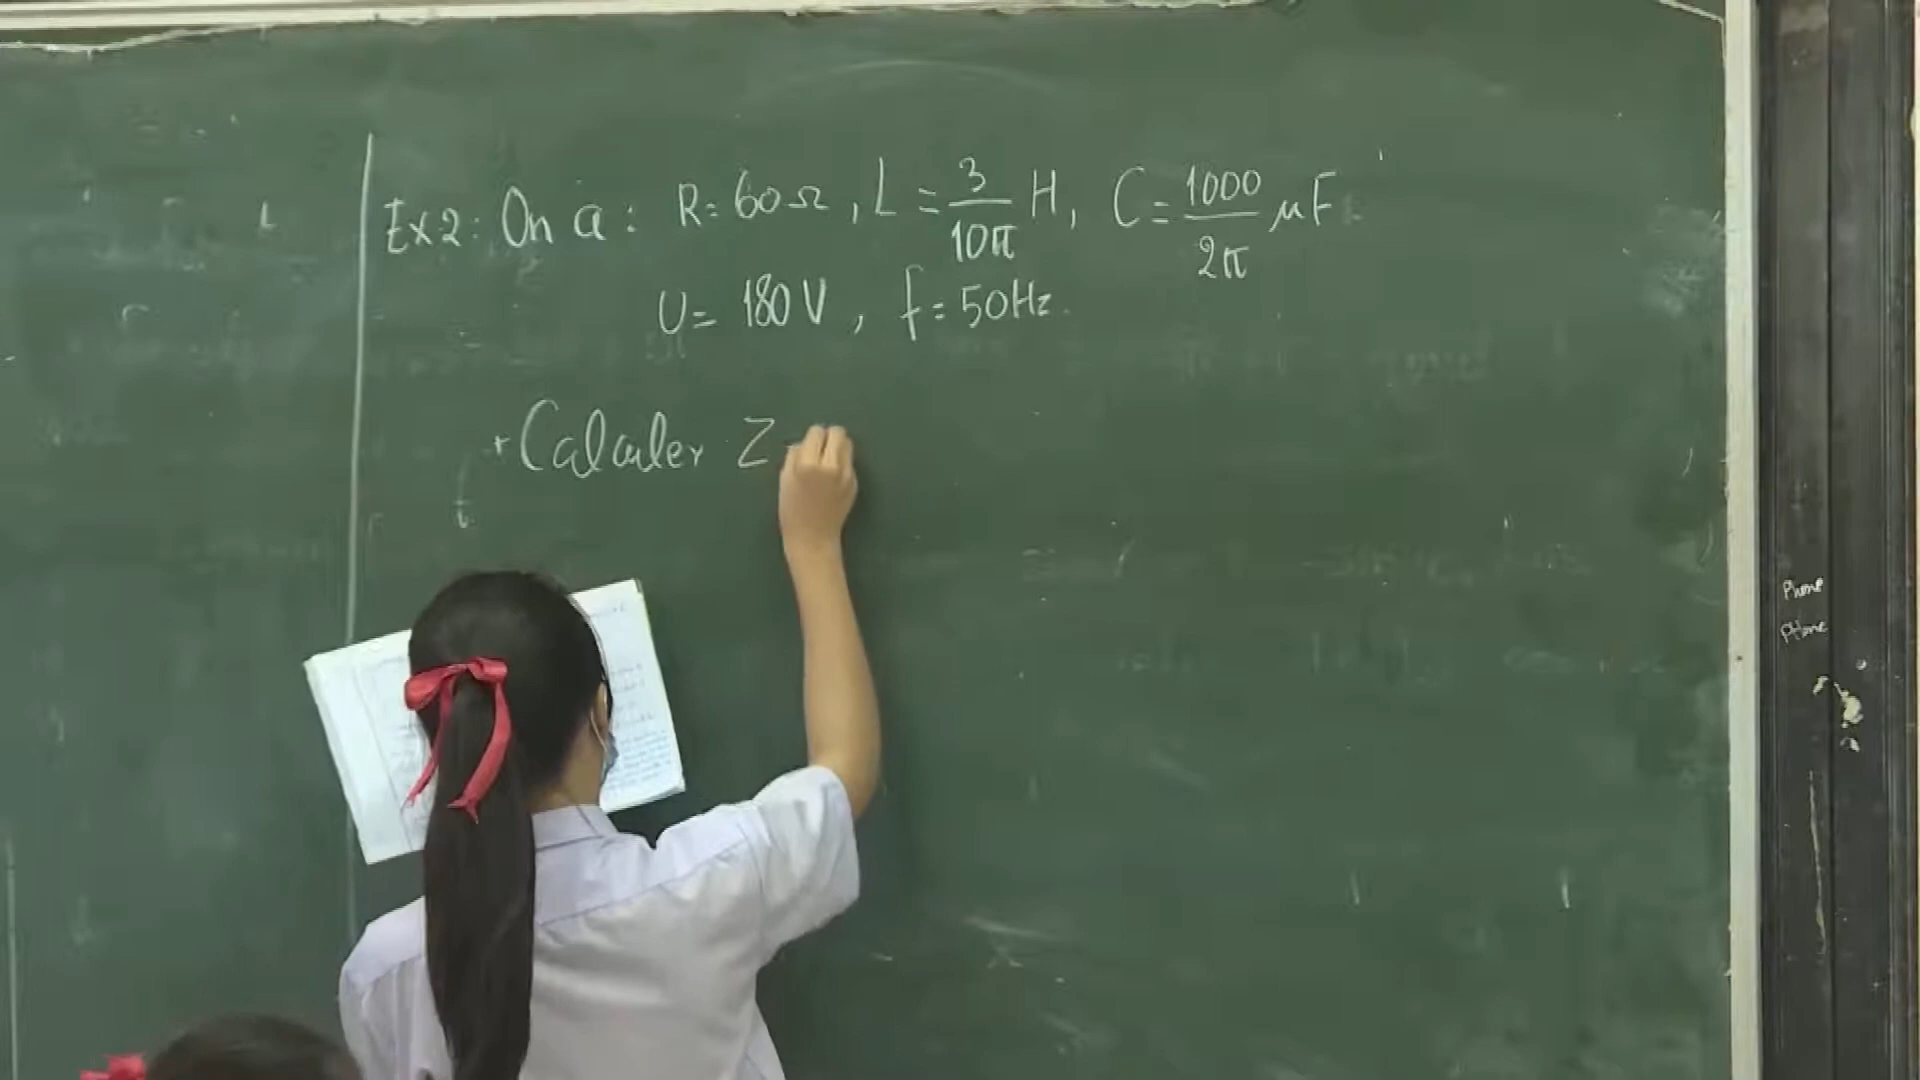 Ex2: On a : R= 60Ω, L = 3/10π H, C = 1000/2π μF
U= 180V, f= 50Hz.
+ Calculer Z
Phone
Phone